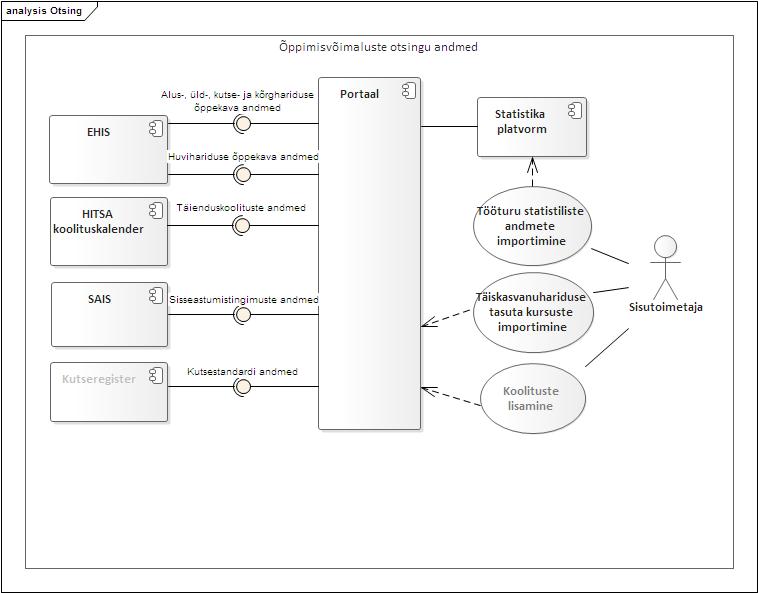 analysis Otsing
Õppimisvõimaluste otsingu andmed
Alus-, üld-, kutse- ja kõrghariduse
õppekava andmed
EHIS
Huvihariduse õppekava andmed
HITSA
koolituskalender
Täienduskoolituste andmed
SAIS
Sisseastumistingimuste andmed
Kutseregister
Kutsestandardi andmed
Portaal
Statistika
platvorm
Tööturu statistiliste
andmete
importimine
Täiskasvanuhariduse
tasuta kursuste
importimine
Koolituste
lisamine
Sisutoimetaja